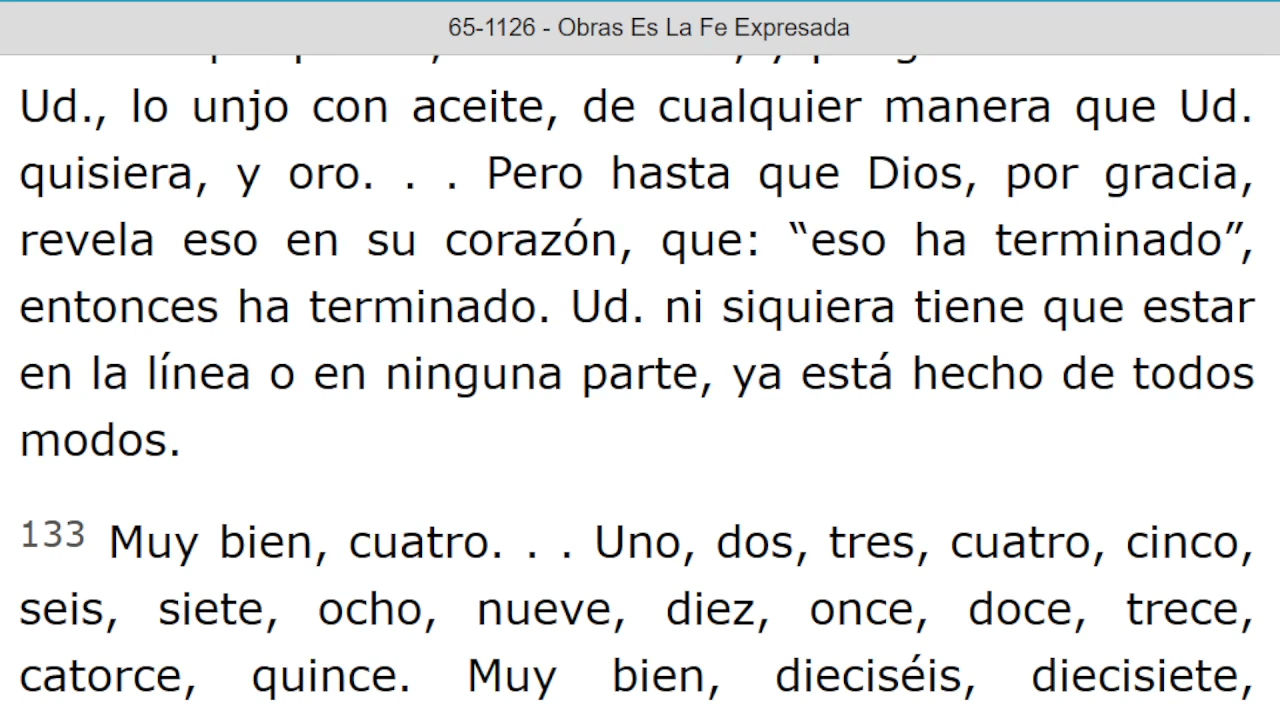 65-1126 - Obras Es La Fe Expresada
Ud., lo unjo con aceite, de cualquier manera que Ud.
quisiera, y oro. . . Pero hasta que Dios, por gracia,
revela eso en su corazón, que: “eso ha terminado”,
entonces ha terminado. Ud. ni siquiera tiene que estar
en la línea o en ninguna parte, ya está hecho de todos
modos.
133 Muy bien, cuatro. . . Uno, dos, tres, cuatro, cinco,
seis, siete, ocho, nueve, diez, once, doce, trece,
catorce, quince. Muy bien, dieciséis, diecisiete,